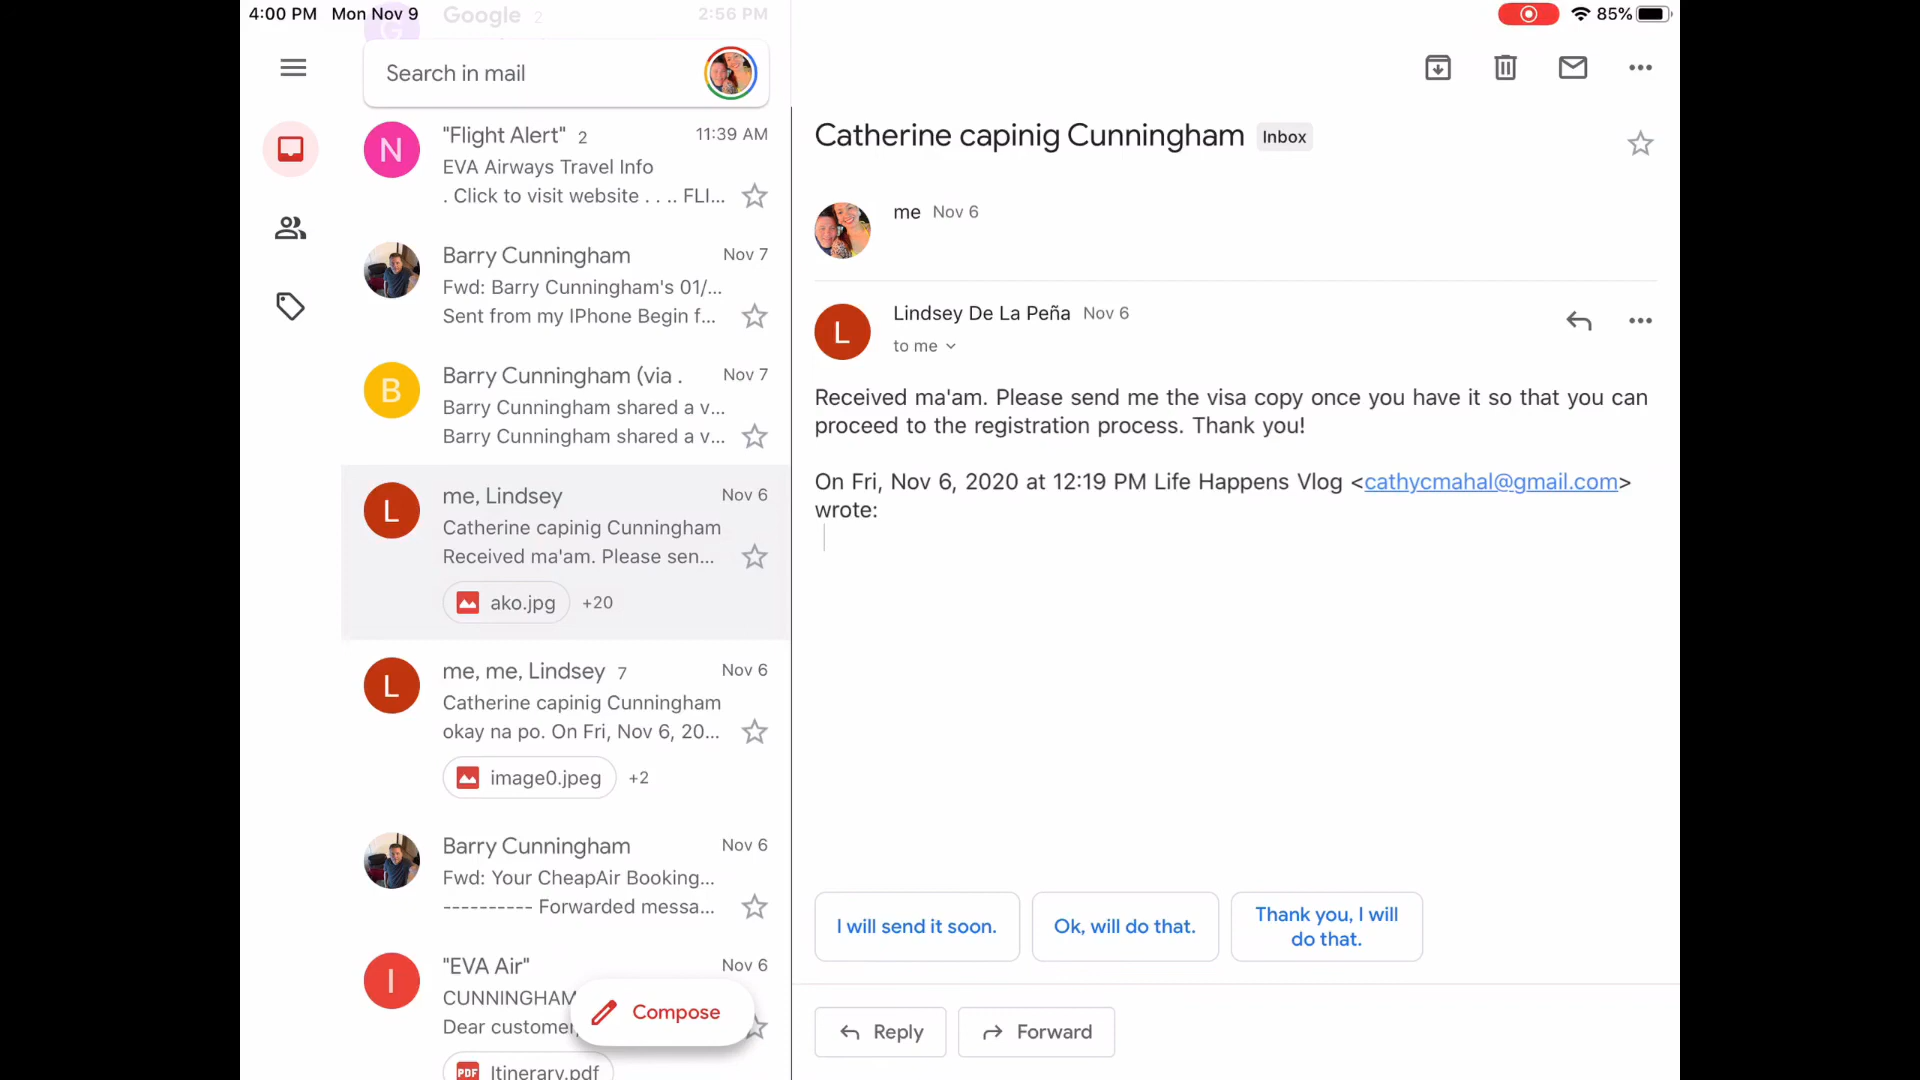 4:00 PM Mon Nov 9
85%
Google 2
2:56 PM
G
Search in mail
N
"Flight Alert" 2
11:39 AM
EVA Airways Travel Info
. Click to visit website . . .. FLI...
Barry Cunningham
Nov 7
Fwd: Barry Cunningham's 01/...
Sent from my IPhone Begin f...
B
Barry Cunningham (via .
Nov 7
Barry Cunningham shared a v...
Barry Cunningham shared a v...
L
me, Lindsey
Nov 6
Catherine capinig Cunningham
Received ma'am. Please sen...
ako.jpg +20
L
me, me, Lindsey 7
Nov 6
Catherine capinig Cunningham
okay na po. On Fri, Nov 6, 20...
image0.jpeg +2
Barry Cunningham
Nov 6
Fwd: Your CheapAir Booking...
---------- Forwarded messa...
I
"EVA Air"
Nov 6
CUNNINGHAM
Dear customer
PDF Itinerary.pdf
Compose
Catherine capinig Cunningham Inbox
me Nov 6
L
Lindsey De La Peña Nov 6
to me
Received ma'am. Please send me the visa copy once you have it so that you can
proceed to the registration process. Thank you!
On Fri, Nov 6, 2020 at 12:19 PM Life Happens Vlog <cathycmahal@gmail.com>
wrote:
I will send it soon.
Ok, will do that.
Thank you, I will
do that.
Reply
Forward